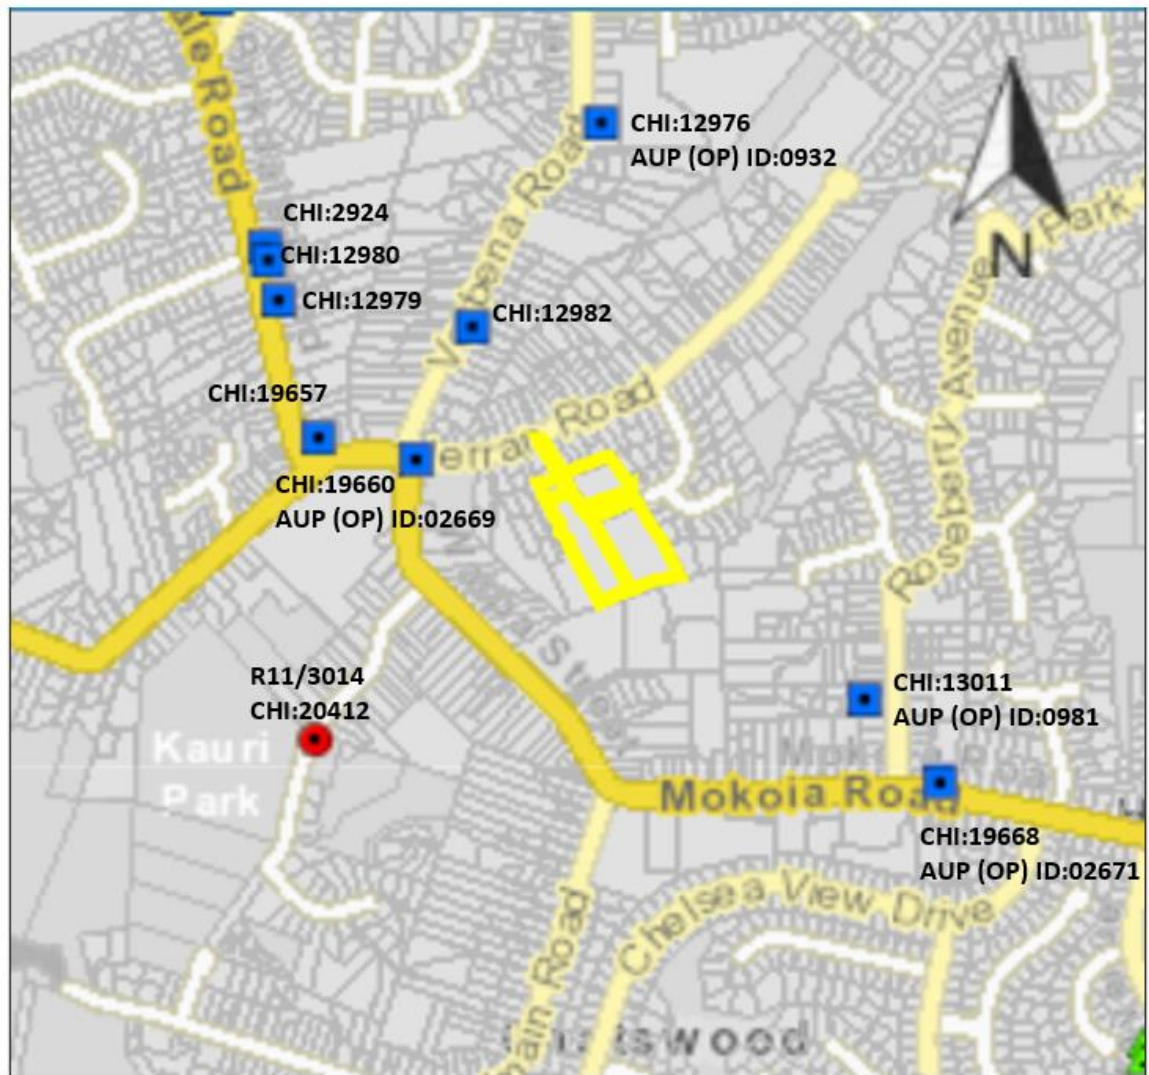 CHI:12976
AUP (OP) ID:0932
N
Park
CHI:2924
CHI:12980
CHI:12979
CHI:12982
CHI:19657
Road
CHI:19660
AUP (OP) ID:02669
Roseberry Avenue
R11/3014
CHI:20412
Kauri
Park
CHI:13011
AUP (OP) ID:0981
Mokoia Road
CHI:19668
AUP (OP) ID:02671
Chelsea View Drive
Road